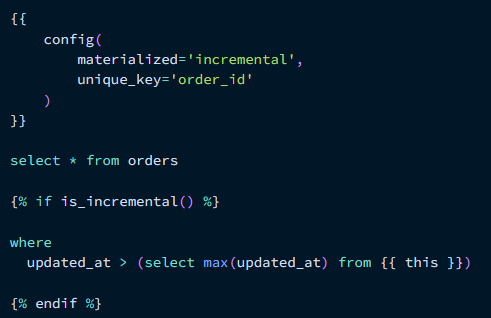 {{
    config(
        materialized='incremental',
        unique_key='order_id'
    )
}}
select * from orders
{% if is_incremental() %}
where
  updated_at > (select max(updated_at) from {{ this }})
{% endif %}